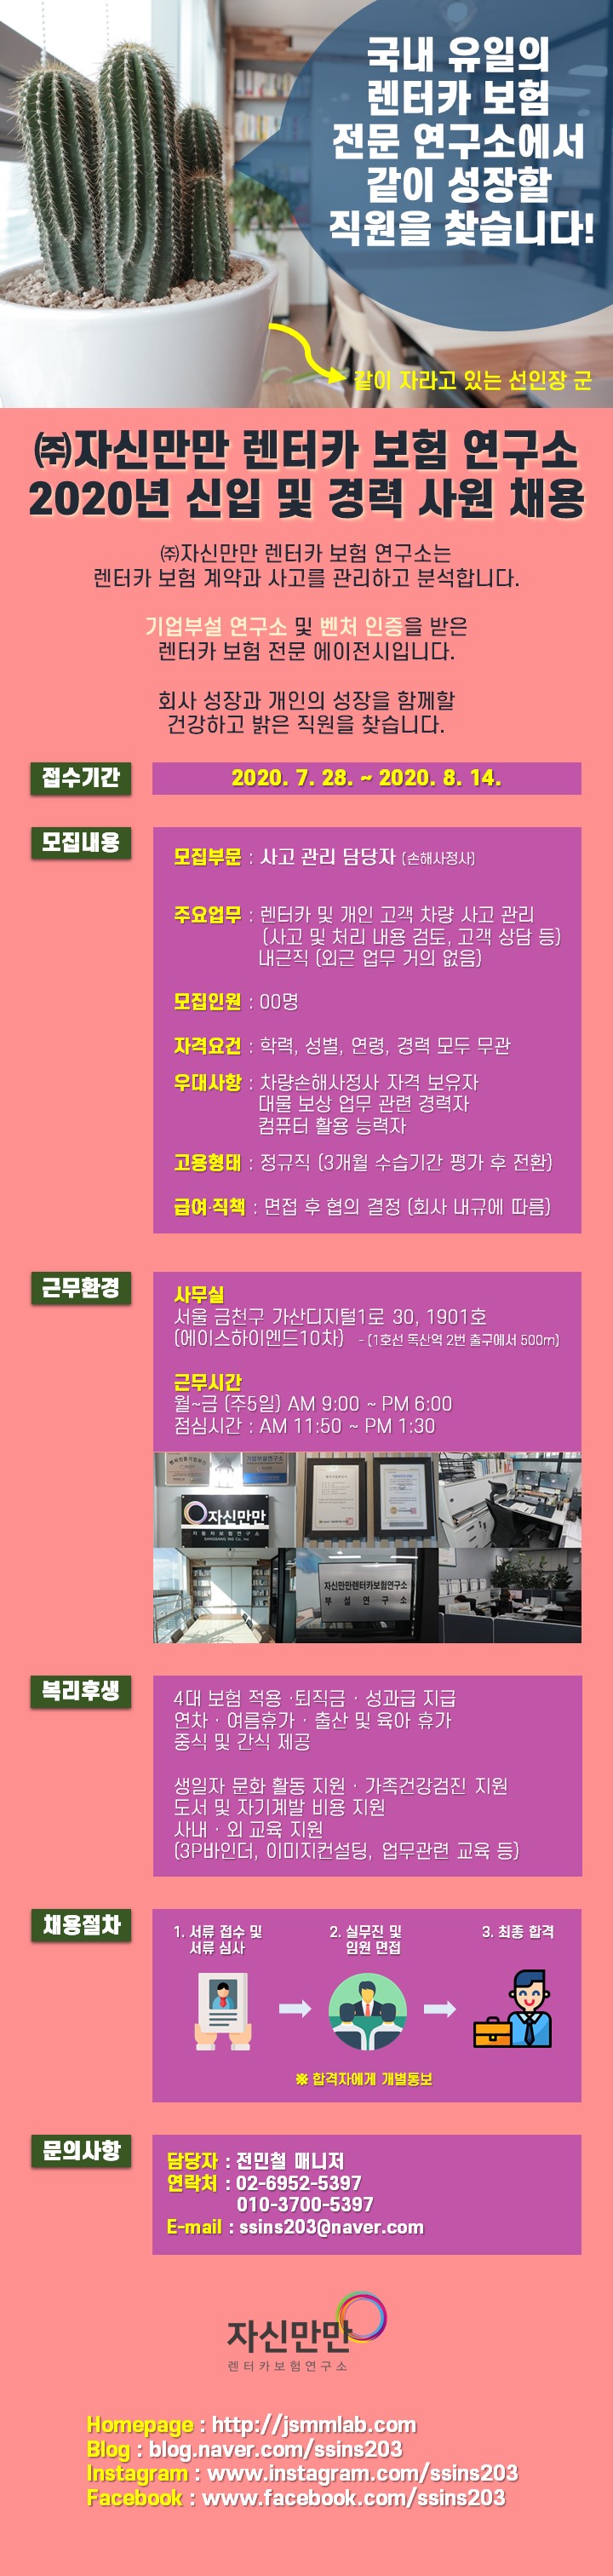 국내 유일의
렌터카 보험
전문 연구소에서
같이 성장할
직원을 찾습니다!
같이 자라고 있는 선인장 군
㈜자신만만 렌터카 보험 연구소
2020년 신입 및 경력 사원 채용
㈜자신만만 렌터카 보험 연구소는
렌터카 보험 계약과 사고를 관리하고 분석합니다.
기업부설 연구소 및 벤처 인증을 받은
렌터카 보험 전문 에이전시입니다.
회사 성장과 개인의 성장을 함께할
건강하고 밝은 직원을 찾습니다.
접수기간
2020. 7. 28. ~ 2020. 8. 14.
모집내용
모집부문 : 사고 관리 담당자 (손해사정사)
주요업무 : 렌터카 및 개인 고객 차량 사고 관리
(사고 및 처리 내용 검토, 고객 상담 등)
내근직 (외근 업무 거의 없음)
모집인원 : 00명
자격요건 : 학력, 성별, 연령, 경력 모두 무관
우대사항 : 차량손해사정사 자격 보유자
대물 보상 업무 관련 경력자
컴퓨터 활용 능력자
고용형태 : 정규직 (3개월 수습기간 평가 후 전환)
급여·직책 : 면접 후 협의 결정 (회사 내규에 따름)
근무환경
사무실
서울 금천구 가산디지털1로 30, 1901호
(에이스하이엔드10차) - (1호선 독산역 2번 출구에서 500m)
근무시간
월~금 (주5일) AM 9:00 ~ PM 6:00
점심시간 : AM 11:50 ~ PM 1:30
기업부설연구소
자신만만
자동차보험연구소
자신만만렌터카보험연구소
부설연구소
복리후생
4대 보험 적용 ·퇴직금 · 성과급 지급
연차 · 여름휴가 · 출산 및 육아 휴가
중식 및 간식 제공
생일자 문화 활동 지원 · 가족건강검진 지원
도서 및 자기계발 비용 지원
사내 · 외 교육 지원
(3P바인더, 이미지컨설팅, 업무관련 교육 등)
채용절차
1. 서류 접수 및
서류 심사
2. 실무진 및
임원 면접
3. 최종 합격
※ 합격자에게 개별통보
문의사항
담당자 : 전민철 매니저
연락처 : 02-6952-5397
010-3700-5397
E-mail : ssins203@naver.com
자신만만
렌터카보험연구소
Homepage : http://jsmmlab.com
Blog : blog.naver.com/ssins203
Instagram : www.instagram.com/ssins203
Facebook : www.facebook.com/ssins203